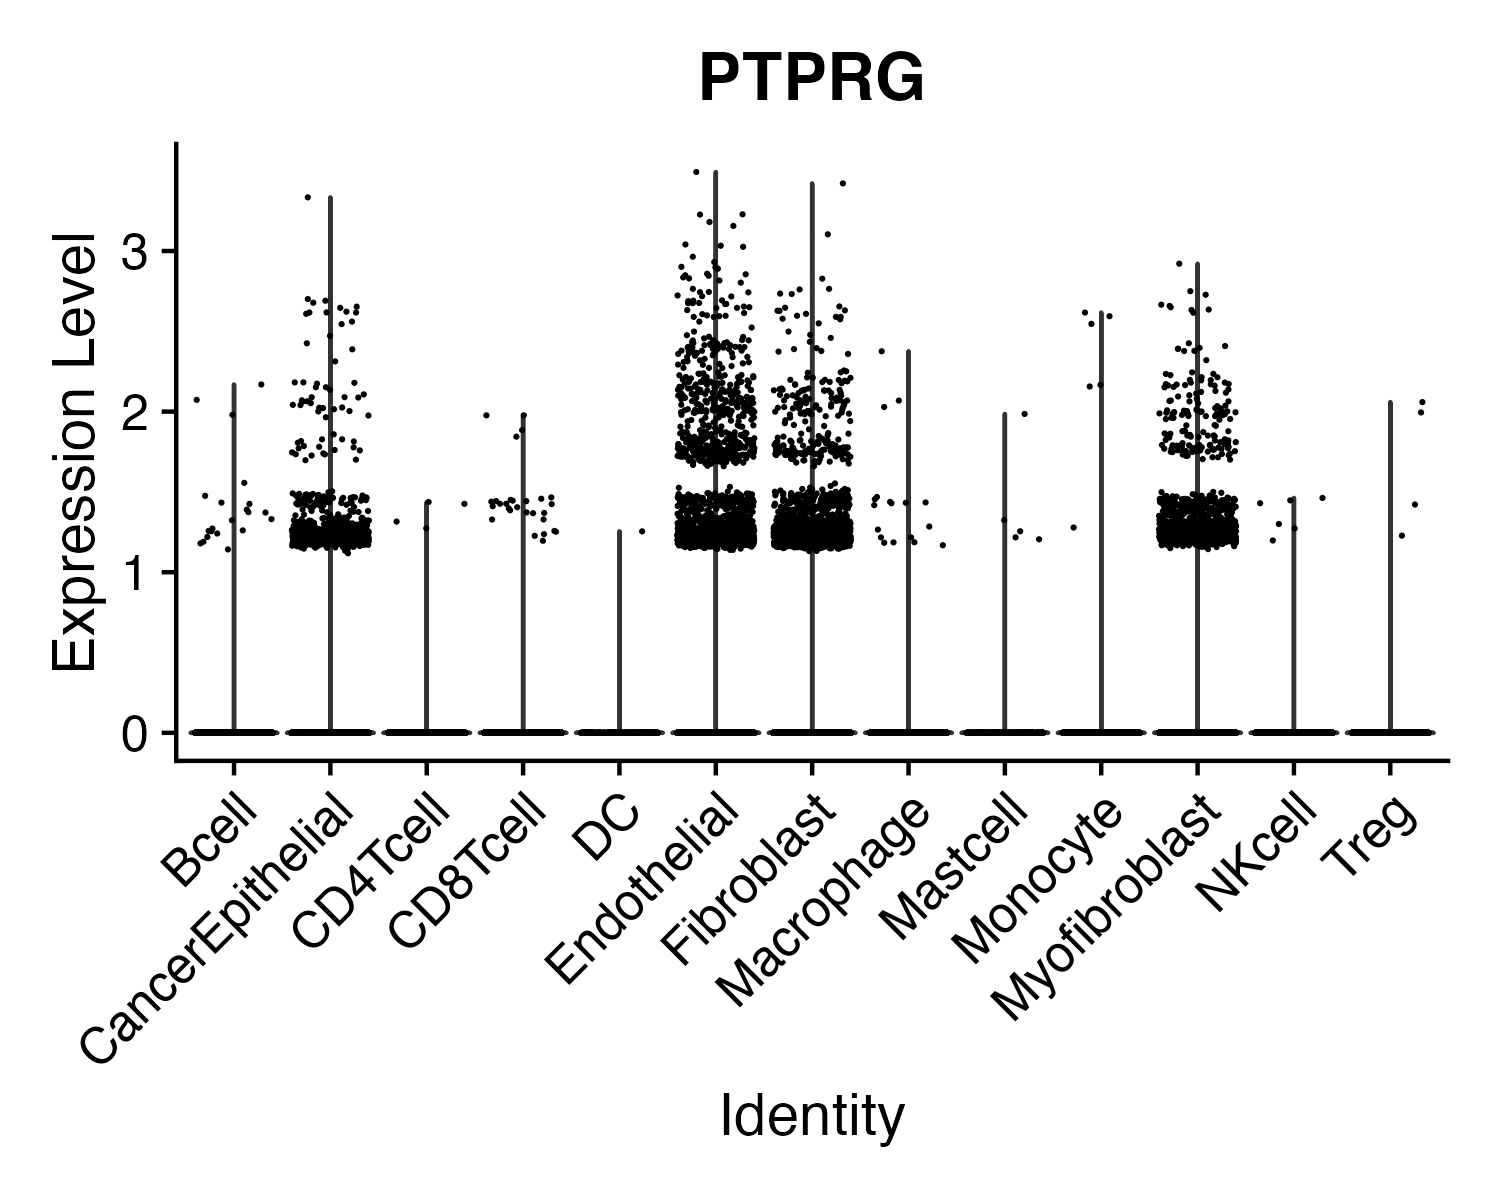 PTPRG
Expression Level
3
2
1
0
Bcell
CancerEpithelial
CD4Tcell
CD8Tcell
DC
Endothelial
Fibroblast
Macrophage
Mastcell
Monocyte
Myofibroblast
NKcell
Treg
Identity